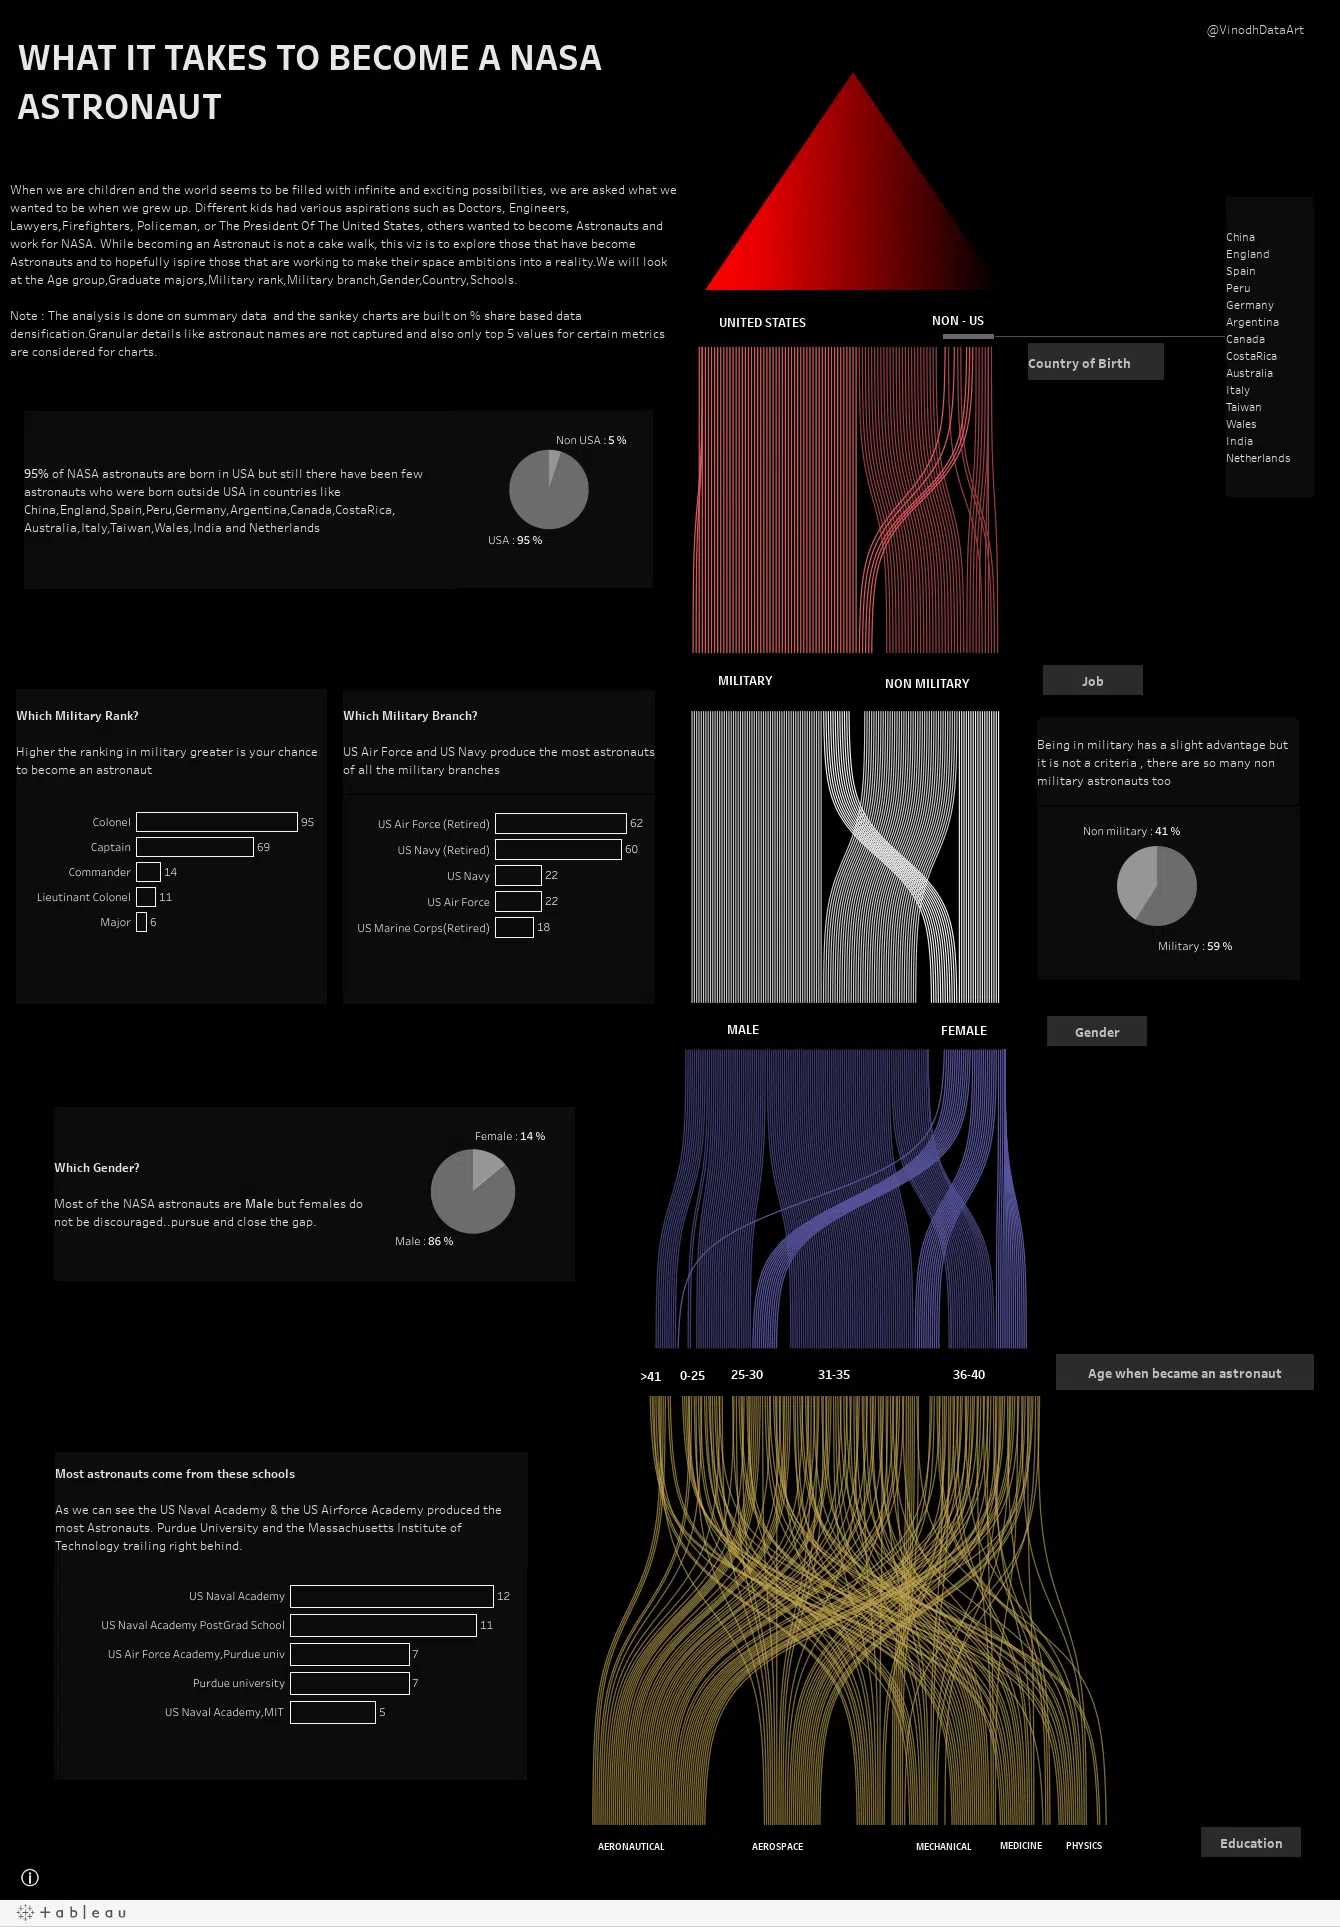 @VinodhDataArt
WHAT IT TAKES TO BECOME A NASA
ASTRONAUT
When we are children and the world seems to be filled with infinite and exciting possibilities, we are asked what we
wanted to be when we grew up. Different kids had various aspirations such as Doctors, Engineers,
Lawyers,Firefighters, Policeman, or The President Of The United States, others wanted to become Astronauts and
work for NASA. While becoming an Astronaut is not a cake walk, this viz is to explore those that have become
Astronauts and to hopefully ispire those that are working to make their space ambitions into a reality.We will look
at the Age group,Graduate majors,Military rank,Military branch,Gender,Country,Schools.
Note : The analysis is done on summary data  and the sankey charts are built on % share based data
densification.Granular details like astronaut names are not captured and also only top 5 values for certain metrics
are considered for charts.
UNITED STATES
NON - US
Country of Birth
China
England
Spain
Peru
Germany
Argentina
Canada
CostaRica
Australia
Italy
Taiwan
Wales
India
Netherlands
95% of NASA astronauts are born in USA but still there have been few
astronauts who were born outside USA in countries like
China,England,Spain,Peru,Germany,Argentina,Canada,CostaRica,
Australia,Italy,Taiwan,Wales,India and Netherlands
Non USA : 5 %
USA : 95 %
MILITARY
NON MILITARY
Job
Which Military Rank?
Higher the ranking in military greater is your chance
to become an astronaut
Colonel 95
Captain 69
Commander 14
Lieutinant Colonel 11
Major 6
Which Military Branch?
US Air Force and US Navy produce the most astronauts
of all the military branches
US Air Force (Retired) 62
US Navy (Retired) 60
US Navy 22
US Air Force 22
US Marine Corps(Retired) 18
Being in military has a slight advantage but
it is not a criteria , there are so many non
military astronauts too
Non military : 41 %
Military : 59 %
MALE
FEMALE
Gender
Which Gender?
Most of the NASA astronauts are Male but females do
not be discouraged..pursue and close the gap.
Female : 14 %
Male : 86 %
>41
0-25
25-30
31-35
36-40
Age when became an astronaut
Most astronauts come from these schools
As we can see the US Naval Academy & the US Airforce Academy produced the
most Astronauts. Purdue University and the Massachusetts Institute of
Technology trailing right behind.
US Naval Academy 12
US Naval Academy PostGrad School 11
US Air Force Academy,Purdue univ 7
Purdue university 7
US Naval Academy,MIT 5
AERONAUTICAL
AEROSPACE
MECHANICAL
MEDICINE
PHYSICS
Education
tableau